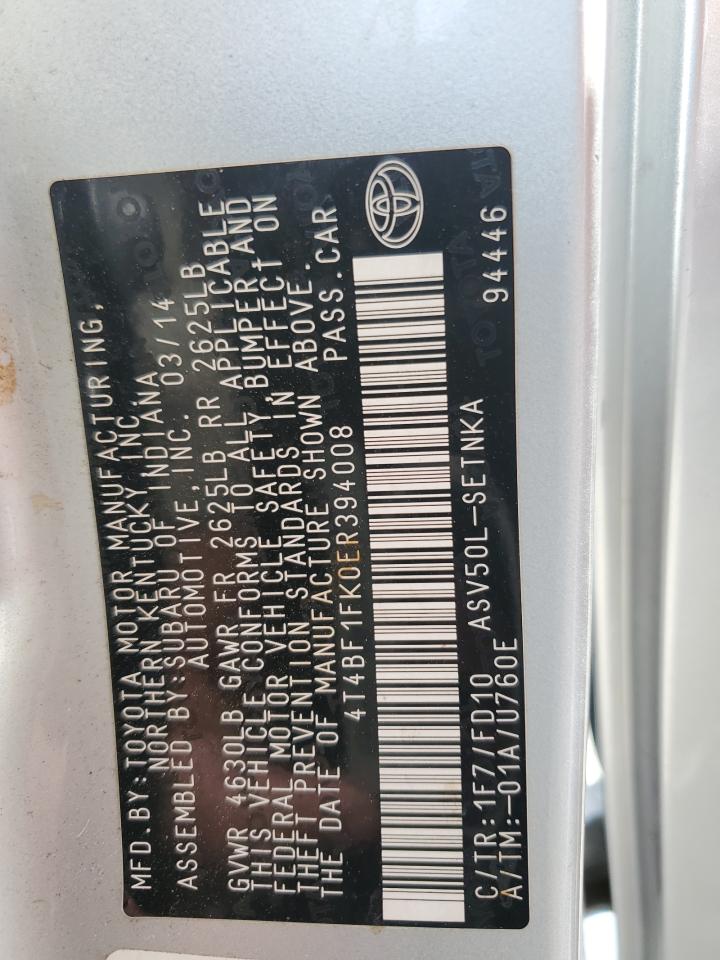 MFD.BY:TOYOTA MOTOR MANUFACTURING,
NORTHERN KENTUCKY INC.
ASSEMBLED BY:SUBARU OF INDIANA
AUTOMOTIVE,INC. 03/14
GVWR 4630LB GAWR FR 2625LB RR 2625LB
THIS VEHICLE CONFORMS TO ALL APPLICABLE
FEDERAL MOTOR VEHICLE SAFETY,BUMPER,AND
THEFT PREVENTION STANDARDS IN EFFECT ON
THE DATE OF MANUFACTURE SHOWN ABOVE.
4T4BF1FK0ER394008 PASS.CAR
C/TR:1F7/FD10 ASV50L-SETNKA
A/TM:-01A/U760E 94446